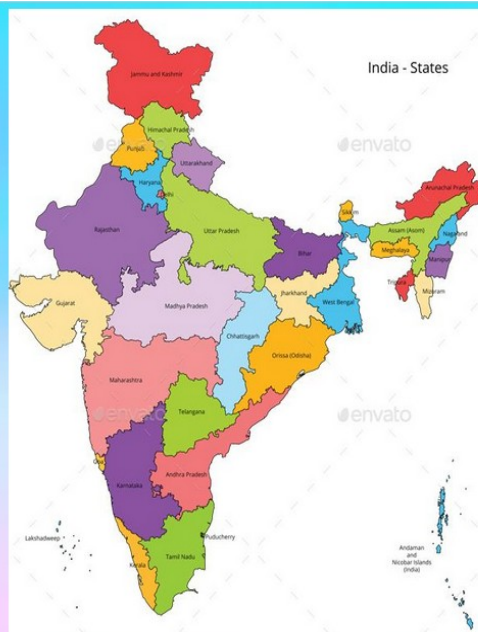 India - States
Jammu and Kashmir
Himachal Pradesh
Punjab
Uttarakhand
Haryana
Delhi
Arunachal Pradesh
Sikkim
Assam (Asom)
Nagaland
Rajasthan
Uttar Pradesh
Bihar
Meghalaya
Manipur
Tripura
Mizoram
Gujarat
Madhya Pradesh
Jharkhand
West Bengal
Chhattisgarh
Orissa (Odisha)
Maharashtra
Telangana
Goa
Andhra Pradesh
Karnataka
Lakshadweep
Puducherry
Kerala
Tamil Nadu
Andaman
and
Nicobar Islands
(India)
envato
envato
envato
envato